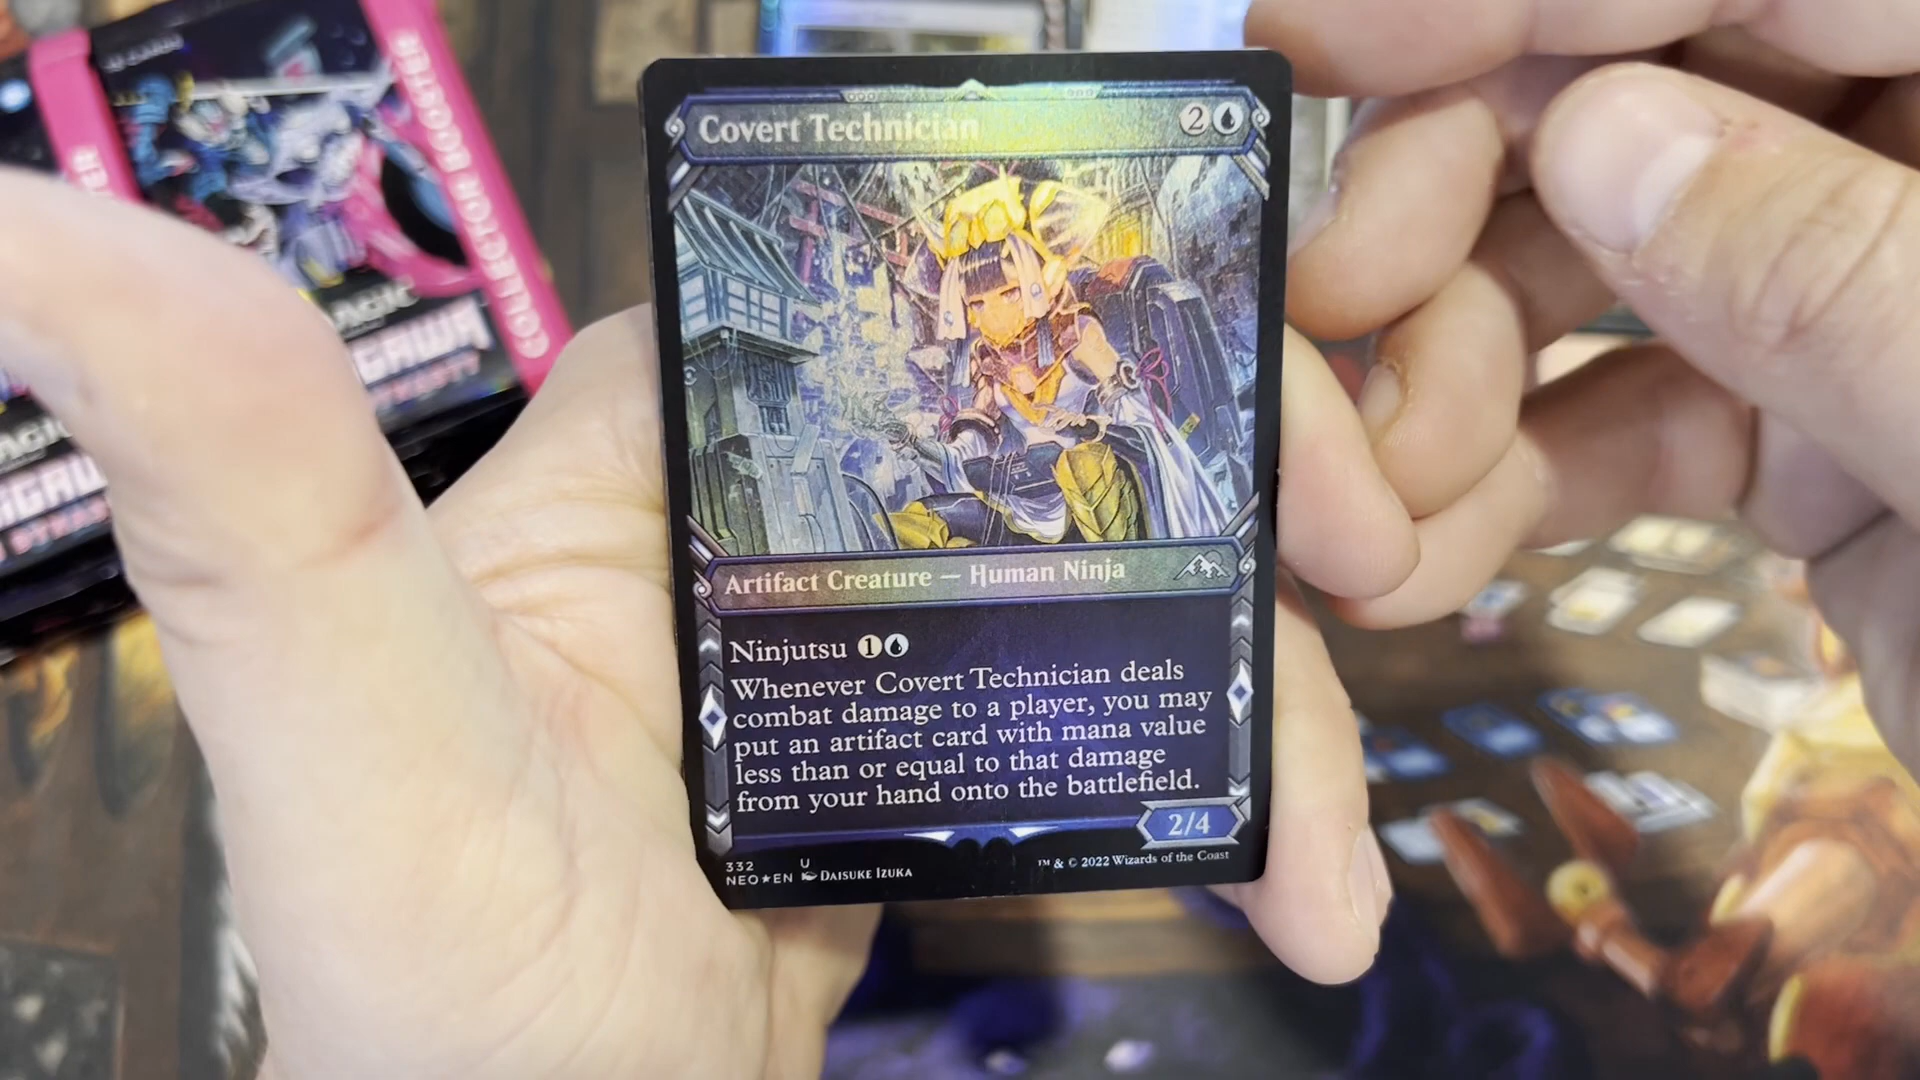 COLLECTOR BOOSTER
Covert Technician
2
Artifact Creature — Human Ninja
Ninjutsu 1
Whenever Covert Technician deals
combat damage to a player, you may
put an artifact card with mana value
less than or equal to that damage
from your hand onto the battlefield.
2/4
332 U
NEO★EN DAISUKE IZUKA
™ & © 2022 Wizards of the Coast